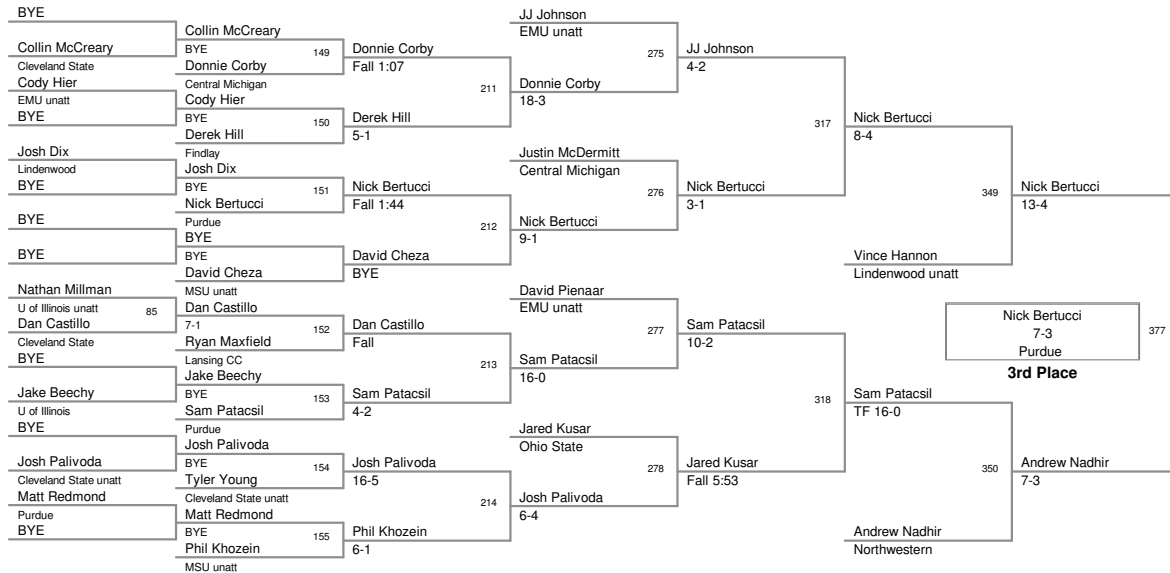 BYE
Collin McCreary
Cleveland State
Cody Hier
EMU unatt
BYE
Josh Dix
Lindenwood
BYE
BYE
BYE
Nathan Millman
U of Illinois unatt
85
Dan Castillo
Cleveland State
BYE
Jake Beechy
U of Illinois
BYE
Josh Palivoda
Cleveland State unatt
Matt Redmond
Purdue
BYE
Collin McCreary
BYE
149
Donnie Corby
Central Michigan
Cody Hier
BYE
150
Derek Hill
Findlay
Josh Dix
BYE
151
Nick Bertucci
Purdue
BYE
BYE
David Cheza
MSU unatt
Dan Castillo
7-1
152
Ryan Maxfield
Lansing CC
Jake Beechy
BYE
153
Sam Patacsil
Purdue
Josh Palivoda
BYE
154
Tyler Young
Cleveland State unatt
Matt Redmond
BYE
155
Phil Khozein
MSU unatt
Donnie Corby
Fall 1:07
211
Derek Hill
5-1
Nick Bertucci
Fall 1:44
212
David Cheza
BYE
Dan Castillo
Fall
213
Sam Patacsil
4-2
Josh Palivoda
16-5
214
Phil Khozein
6-1
JJ Johnson
EMU unatt
275
Donnie Corby
18-3
Justin McDermitt
Central Michigan
276
Nick Bertucci
9-1
David Pienaar
EMU unatt
277
Sam Patacsil
16-0
Jared Kusar
Ohio State
278
Josh Palivoda
6-4
JJ Johnson
4-2
317
Nick Bertucci
3-1
Sam Patacsil
10-2
318
Jared Kusar
Fall 5:53
Nick Bertucci
8-4
349
Vince Hannon
Lindenwood unatt
Sam Patacsil
TF 16-0
350
Andrew Nadhir
Northwestern
Nick Bertucci
13-4
Nick Bertucci
7-3
377
Purdue
3rd Place
Andrew Nadhir
7-3